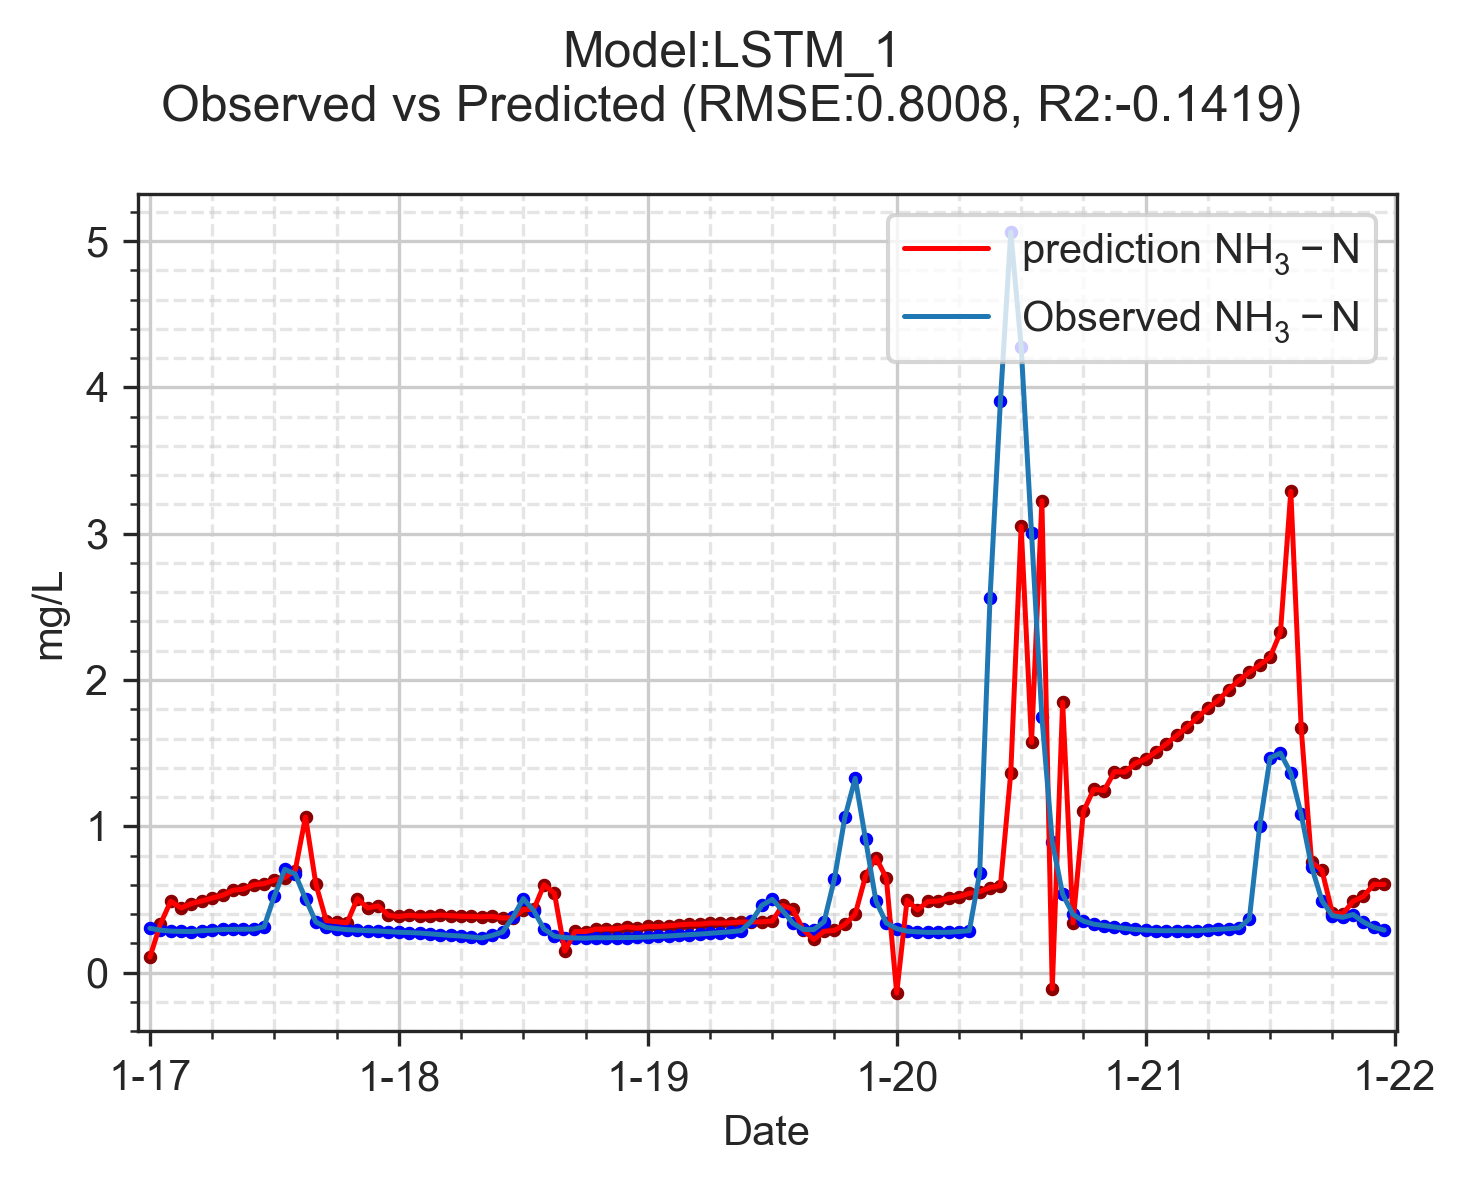 Model:LSTM_1
Observed vs Predicted (RMSE:0.8008, R2:-0.1419)
prediction NH₃ − N
Observed NH₃ − N
5
4
3
2
1
0
mg/L
1-17 1-18 1-19 1-20 1-21 1-22
Date